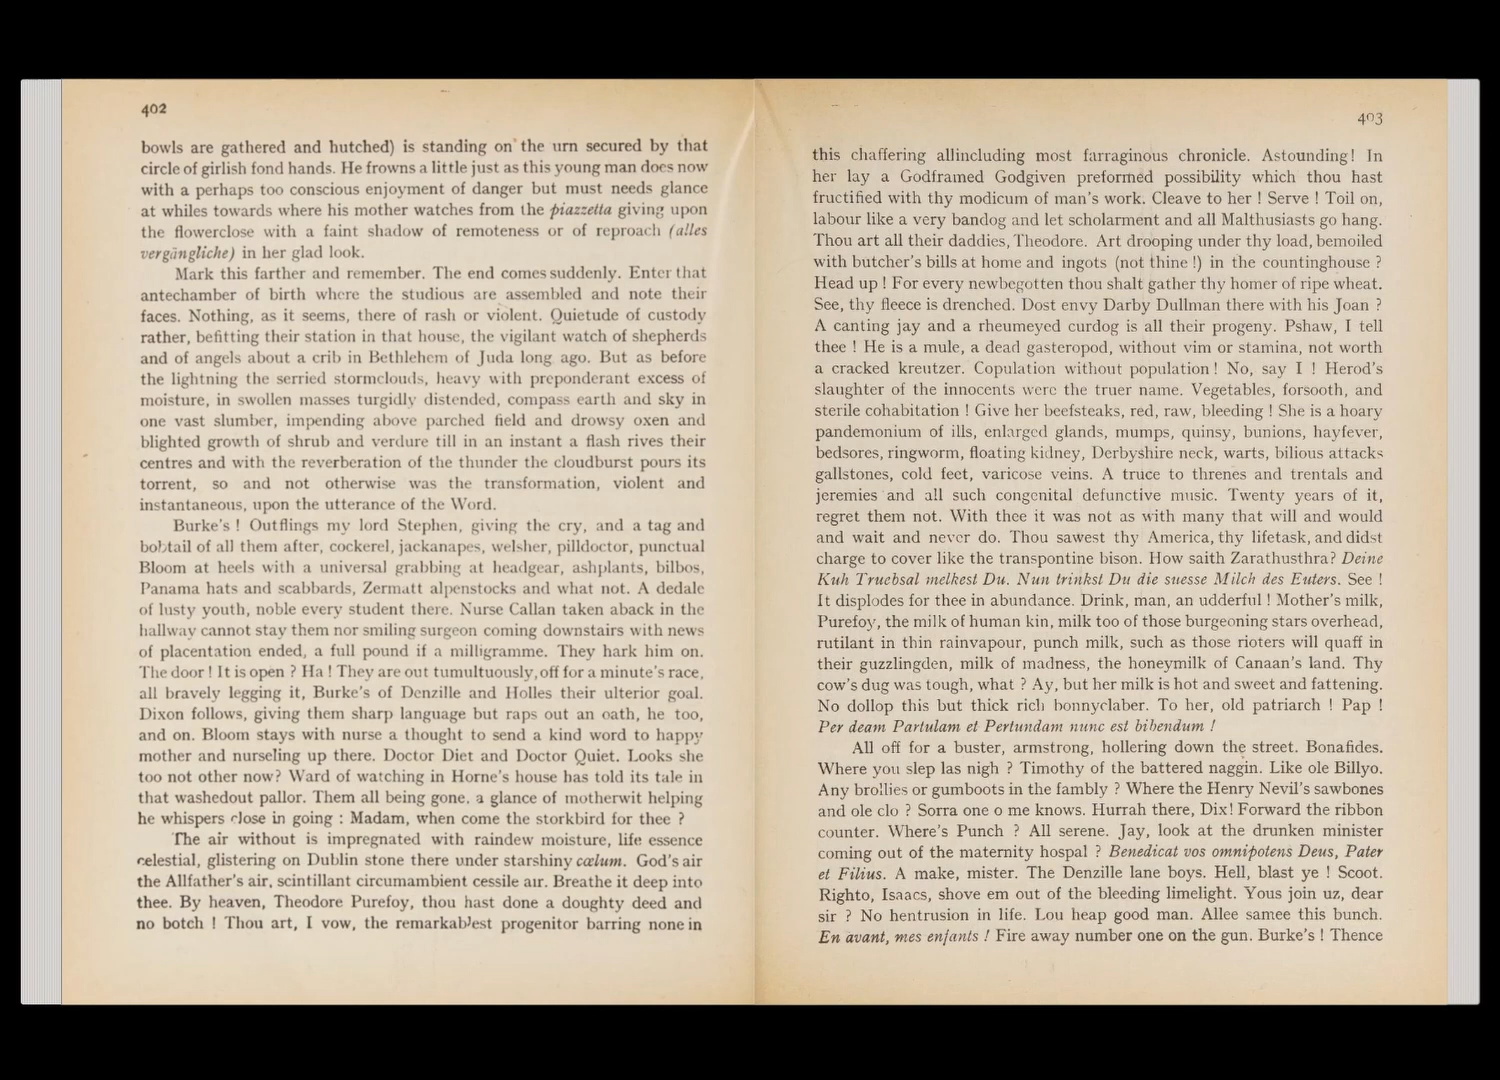 402
bowls are gathered and hutched) is standing on the urn secured by that
circle of girlish fond hands. He frowns a little just as this young man does now
with a perhaps too conscious enjoyment of danger but must needs glance
at whiles towards where his mother watches from the piazzetta giving upon
the flowerclose with a faint shadow of remoteness or of reproach (alles
vergängliche) in her glad look.
Mark this farther and remember. The end comes suddenly. Enter that
antechamber of birth where the studious are assembled and note their
faces. Nothing, as it seems, there of rash or violent. Quietude of custody
rather, befitting their station in that house, the vigilant watch of shepherds
and of angels about a crib in Bethlehem of Juda long ago. But as before
the lightning the serried stormclouds, heavy with preponderant excess of
moisture, in swollen masses turgidly distended, compass earth and sky in
one vast slumber, impending above parched field and drowsy oxen and
blighted growth of shrub and verdure till in an instant a flash rives their
centres and with the reverberation of the thunder the cloudburst pours its
torrent, so and not otherwise was the transformation, violent and
instantaneous, upon the utterance of the Word.
Burke's ! Outflings my lord Stephen, giving the cry, and a tag and
bobtail of all them after, cockerel, jackanapes, welsher, pilldoctor, punctual
Bloom at heels with a universal grabbing at headgear, ashplants, bilbos,
Panama hats and scabbards, Zermatt alpenstocks and what not. A dedale
of lusty youth, noble every student there. Nurse Callan taken aback in the
hallway cannot stay them nor smiling surgeon coming downstairs with news
of placentation ended, a full pound if a milligramme. They hark him on.
The door ! It is open ? Ha ! They are out tumultuously, off for a minute's race,
all bravely legging it, Burke's of Denzille and Holles their ulterior goal.
Dixon follows, giving them sharp language but raps out an oath, he too,
and on. Bloom stays with nurse a thought to send a kind word to happy
mother and nurseling up there. Doctor Diet and Doctor Quiet. Looks she
too not other now? Ward of watching in Horne's house has told its tale in
that washedout pallor. Them all being gone, a glance of motherwit helping
he whispers close in going : Madam, when come the storkbird for thee ?
The air without is impregnated with raindew moisture, life essence
celestial, glistering on Dublin stone there under starshiny cœlum. God's air
the Allfather's air, scintillant circumambient cessile air. Breathe it deep into
thee. By heaven, Theodore Purefoy, thou hast done a doughty deed and
no botch ! Thou art, I vow, the remarkablest progenitor barring none in
403
this chaffering allincluding most farraginous chronicle. Astounding! In
her lay a Godframed Godgiven preformed possibility which thou hast
fructified with thy modicum of man's work. Cleave to her ! Serve ! Toil on,
labour like a very bandog and let scholarment and all Malthusiasts go hang.
Thou art all their daddies, Theodore. Art drooping under thy load, bemoiled
with butcher's bills at home and ingots (not thine !) in the countinghouse ?
Head up ! For every newbegotten thou shalt gather thy homer of ripe wheat.
See, thy fleece is drenched. Dost envy Darby Dullman there with his Joan ?
A canting jay and a rheumeyed curdog is all their progeny. Pshaw, I tell
thee ! He is a mule, a dead gasteropod, without vim or stamina, not worth
a cracked kreutzer. Copulation without population ! No, say I ! Herod's
slaughter of the innocents were the truer name. Vegetables, forsooth, and
sterile cohabitation ! Give her beefsteaks, red, raw, bleeding ! She is a hoary
pandemonium of ills, enlarged glands, mumps, quinsy, bunions, hayfever,
bedsores, ringworm, floating kidney, Derbyshire neck, warts, bilious attacks
gallstones, cold feet, varicose veins. A truce to threnes and trentals and
jeremies and all such congenital defunctive music. Twenty years of it,
regret them not. With thee it was not as with many that will and would
and wait and never do. Thou sawest thy America, thy lifetask, and didst
charge to cover like the transpontine bison. How saith Zarathusthra? Deine
Kuh Truebsal melkest Du. Nun trinkst Du die suesse Milch des Euters. See !
It displodes for thee in abundance. Drink, man, an udderful ! Mother's milk,
Purefoy, the milk of human kin, milk too of those burgeoning stars overhead,
rutilant in thin rainvapour, punch milk, such as those rioters will quaff in
their guzzlingden, milk of madness, the honeymilk of Canaan's land. Thy
cow's dug was tough, what ? Ay, but her milk is hot and sweet and fattening.
No dollop this but thick rich bonnyclaber. To her, old patriarch ! Pap !
Per deam Partulam et Pertundam nunc est bibendum !
All off for a buster, armstrong, hollering down the street. Bonafides.
Where you slep las nigh ? Timothy of the battered naggin. Like ole Billyo.
Any brollies or gumboots in the fambly ? Where the Henry Nevil's sawbones
and ole clo ? Sorra one o me knows. Hurrah there, Dix! Forward the ribbon
counter. Where's Punch ? All serene. Jay, look at the drunken minister
coming out of the maternity hospal ? Benedicat vos omnipotens Deus, Pater
et Filius. A make, mister. The Denzille lane boys. Hell, blast ye ! Scoot.
Righto, Isaacs, shove em out of the bleeding limelight. Yous join uz, dear
sir ? No hentrusion in life. Lou heap good man. Allee samee this bunch.
En avant, mes enfants ! Fire away number one on the gun. Burke's ! Thence